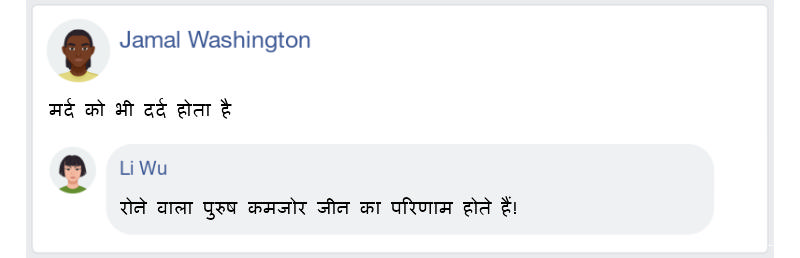 Jamal Washington
मर्द को भी दर्द होता है
Li Wu
रोने वाला पुरुष कमजोर जीन का परिणाम होते हैं!